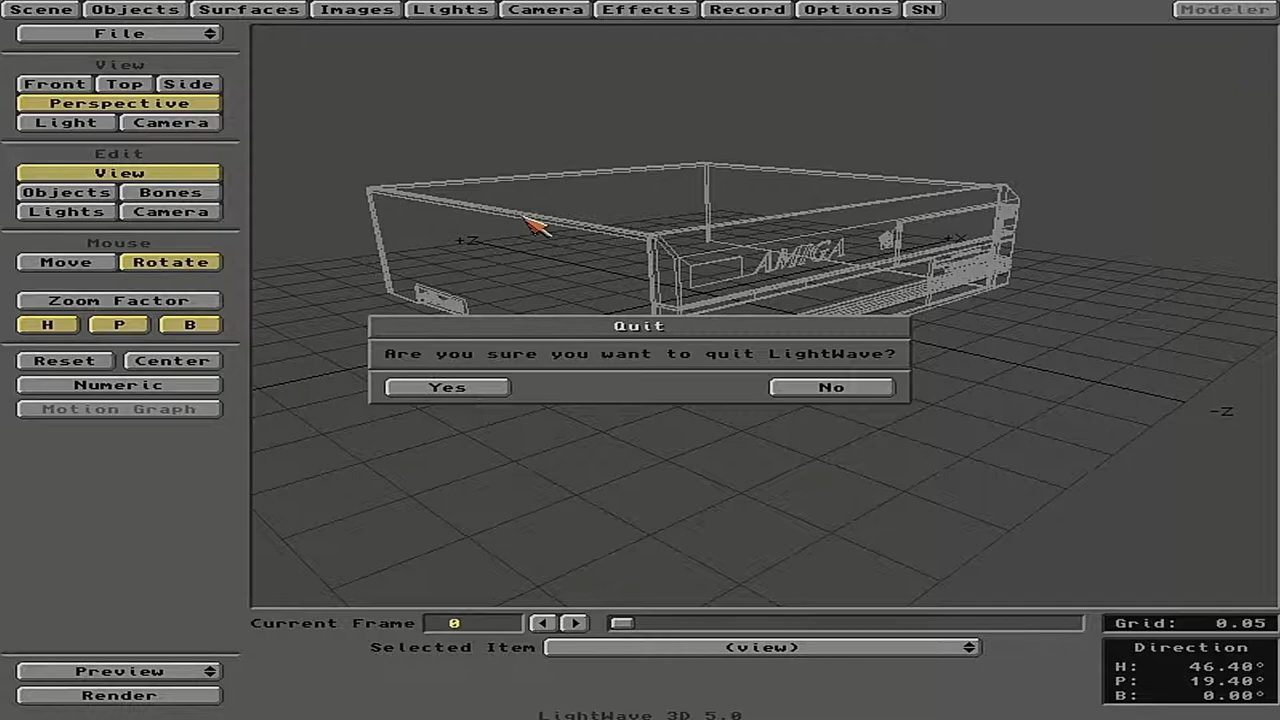 Scene Objects Surfaces Images Lights Camera Effects Record Options SN Modeler
File
View
Front Top Side
Perspective
Light Camera
Edit
View
Objects Bones
Lights Camera
Mouse
Move Rotate
Zoom Factor
H P B
Reset Center
Numeric
Motion Graph
+Z
AMIGA
+X
-Z
Quit
Are you sure you want to quit LightWave?
Yes No
Current Frame 0
Grid: 0.05
Selected Item (view)
Direction
H: 46.40°
P: 19.40°
B: 0.00°
Preview
Render
LightWave 3D 5.0